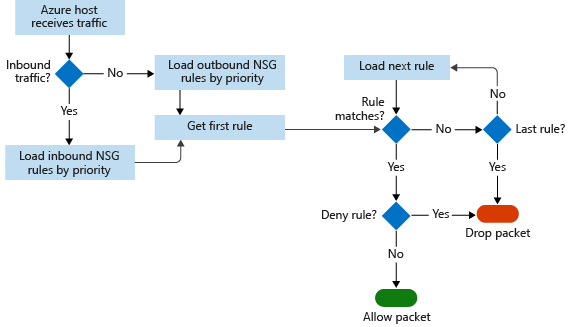 Azure host
receives traffic
Inbound
traffic?
No
Load outbound NSG
rules by priority
Yes
Load inbound NSG
rules by priority
Get first rule
Load next rule
Rule
matches?
No
No
Last rule?
Yes
Yes
Deny rule?
Yes
Drop packet
No
Allow packet